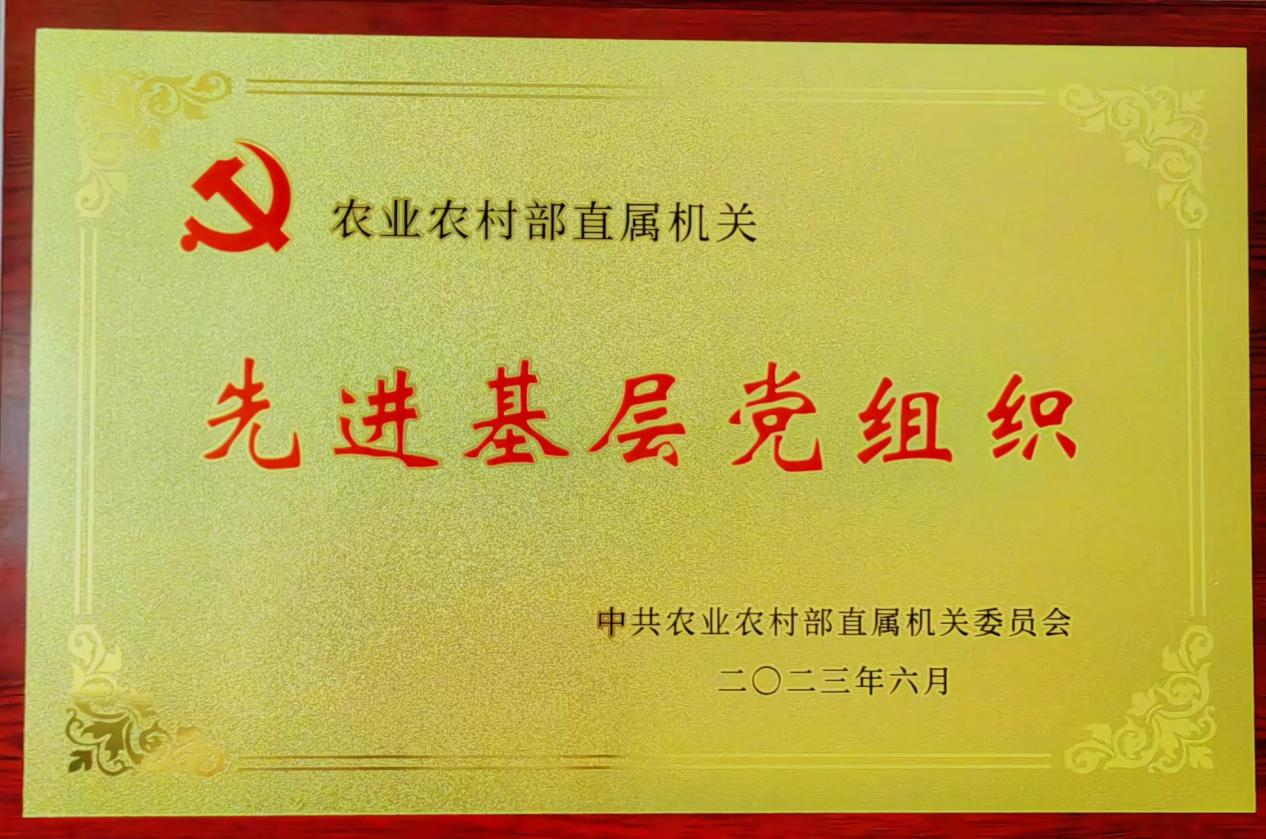 农业农村部直属机关
先进基层党组织
中共农业农村部直属机关委员会
二〇二三年六月